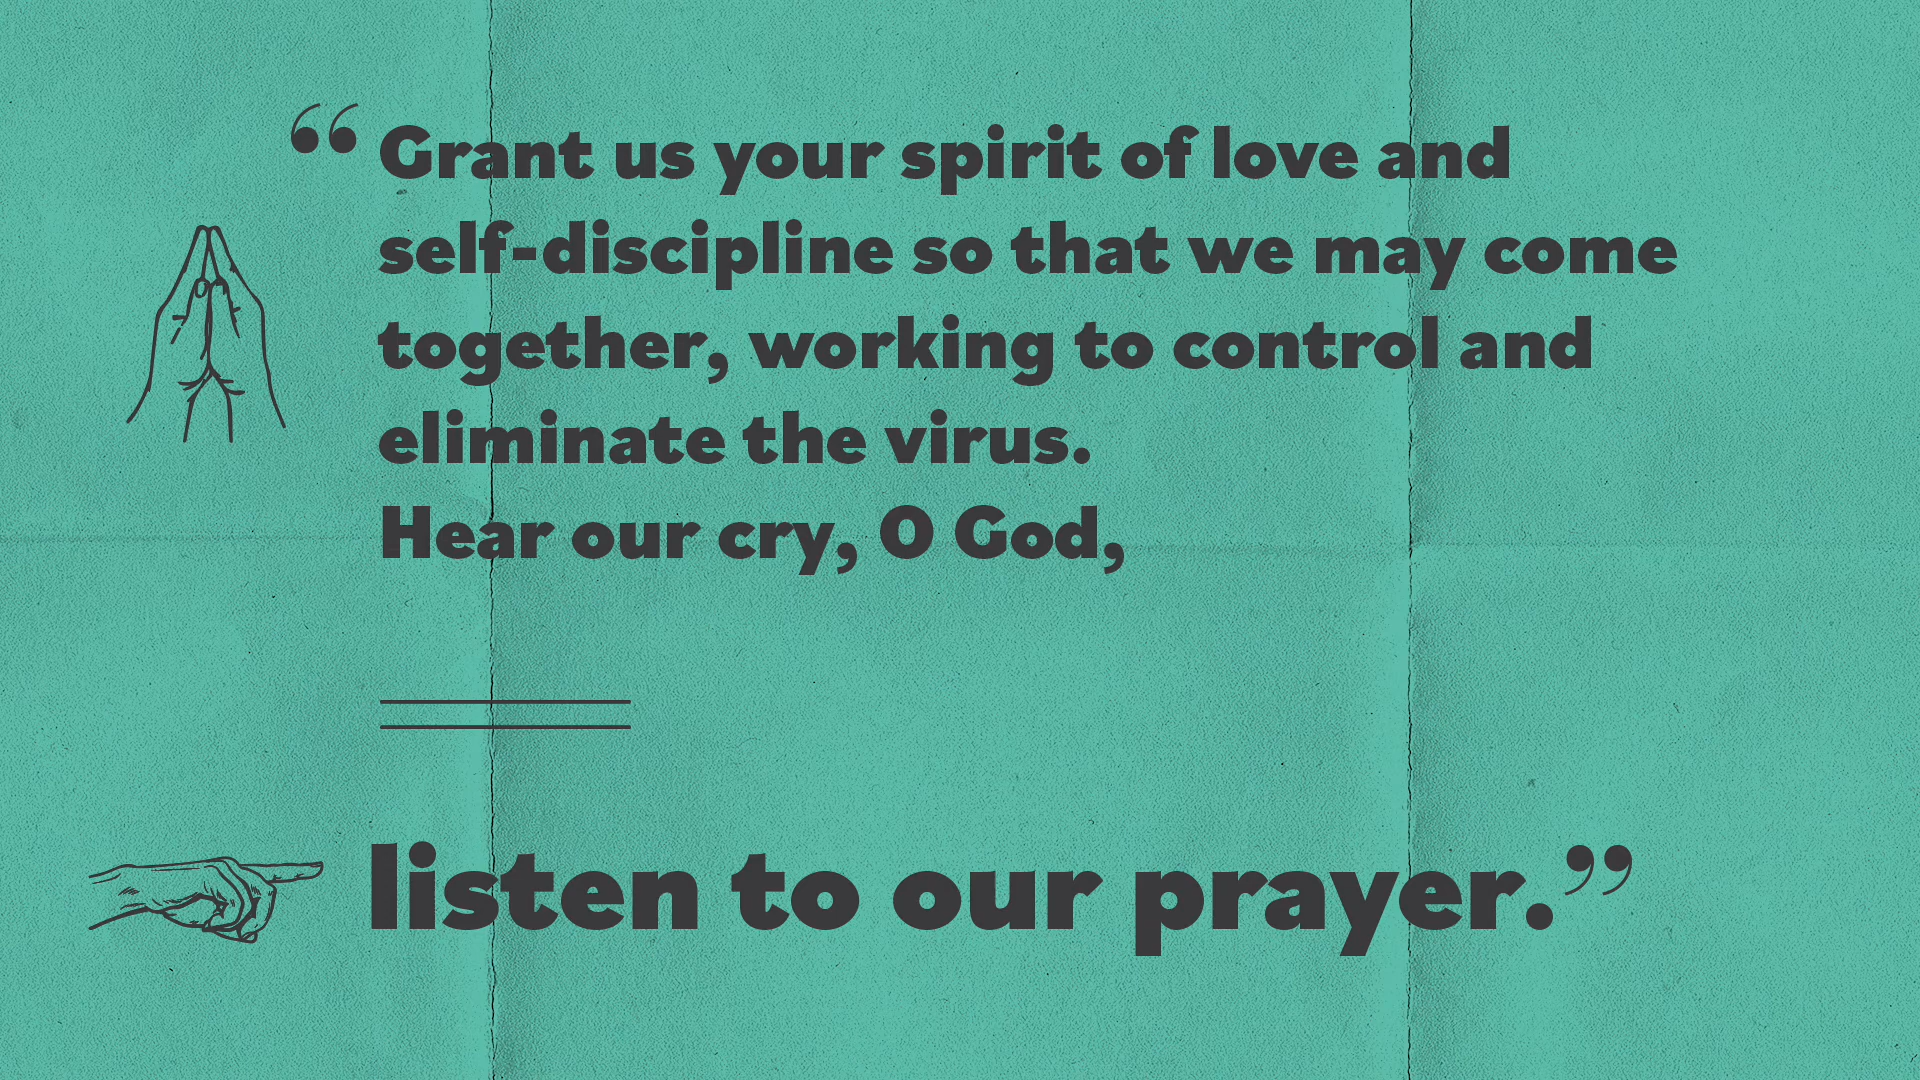 “Grant us your spirit of love and
self-discipline so that we may come
together, working to control and
eliminate the virus.
Hear our cry, O God,
listen to our prayer.”